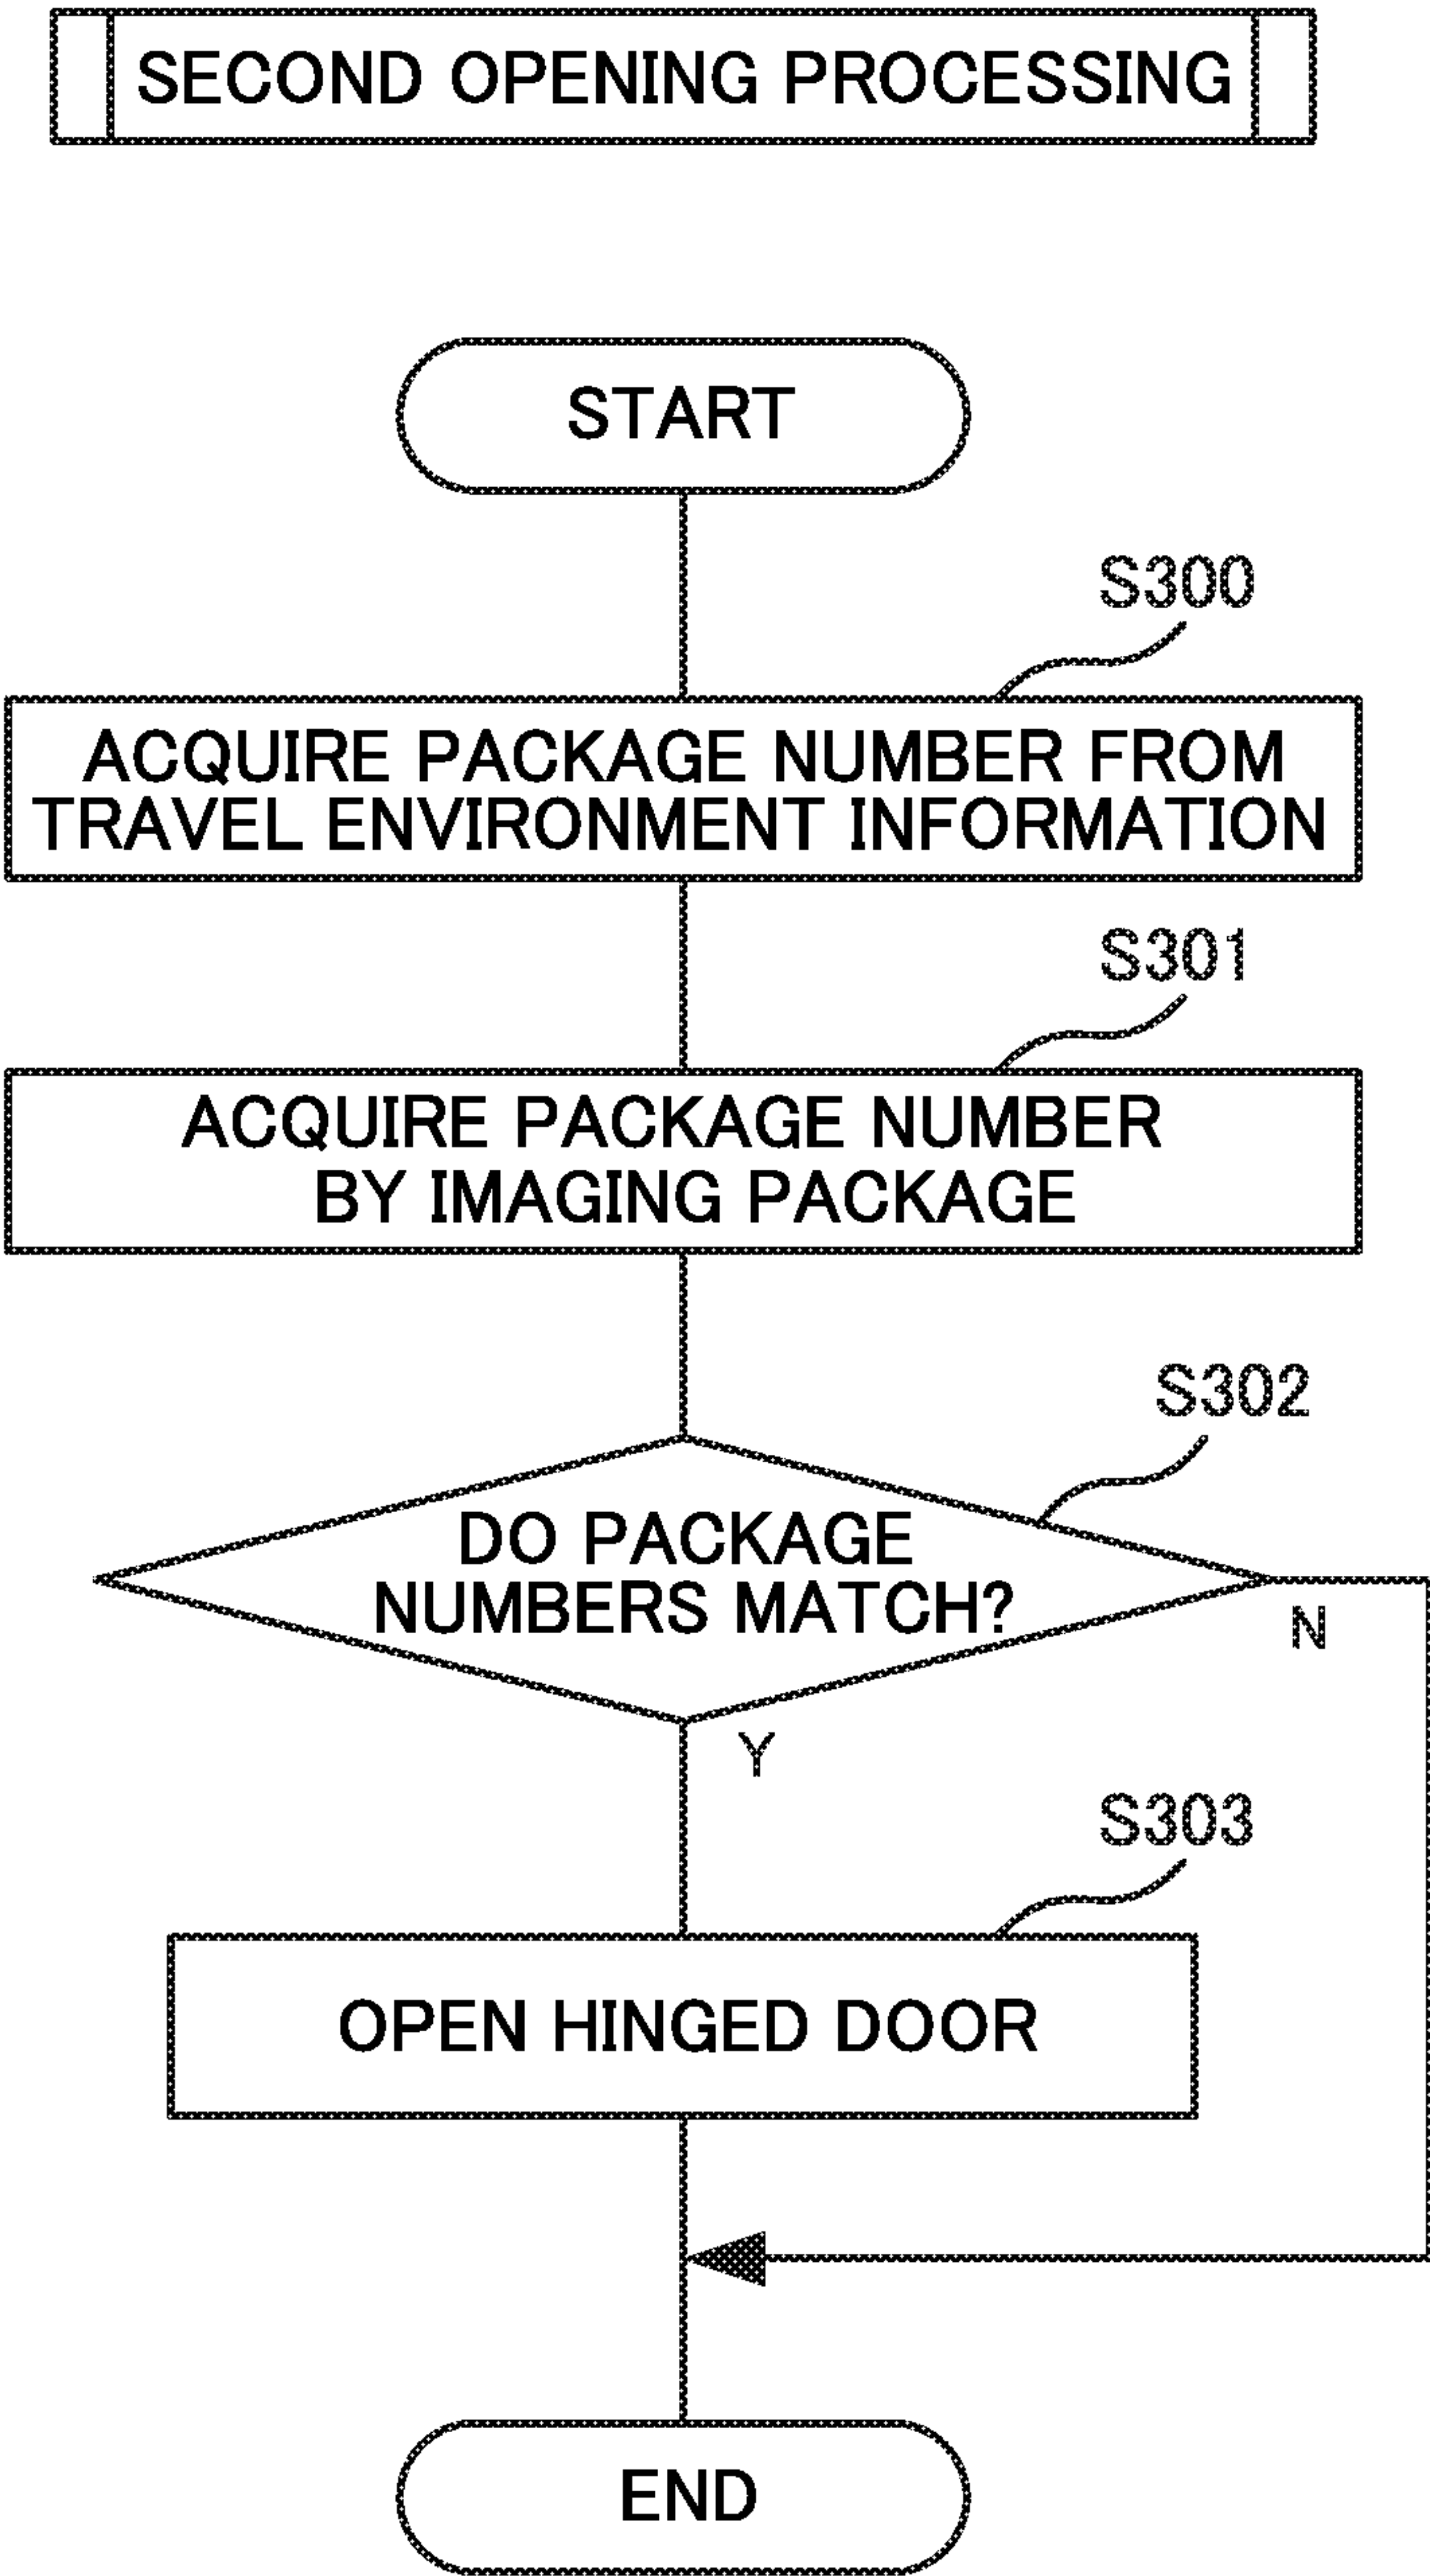 SECOND OPENING PROCESSING
START
S300
ACQUIRE PACKAGE NUMBER FROM
TRAVEL ENVIRONMENT INFORMATION
S301
ACQUIRE PACKAGE NUMBER
BY IMAGING PACKAGE
S302
DO PACKAGE
NUMBERS MATCH?
N
Y
S303
OPEN HINGED DOOR
END